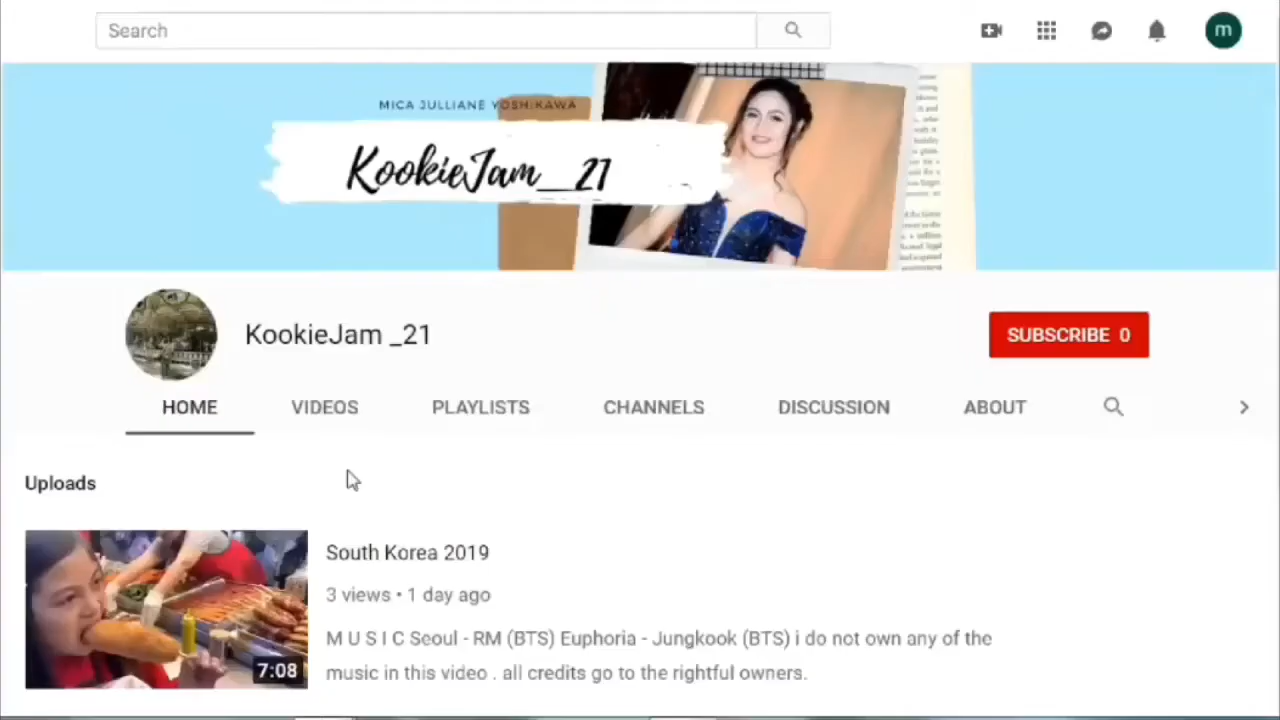 Search
m
MICA JULLIANE YOSHIKAWA
KookieJam_21
KookieJam _21
SUBSCRIBE 0
HOME VIDEOS PLAYLISTS CHANNELS DISCUSSION ABOUT
Uploads
South Korea 2019
3 views • 1 day ago
M U S I C Seoul - RM (BTS) Euphoria - Jungkook (BTS) i do not own any of the
music in this video . all credits go to the rightful owners.
7:08